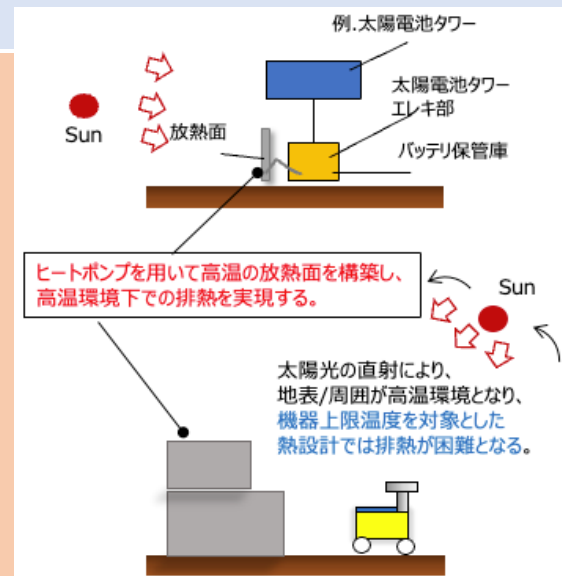 例.太陽電池タワー
太陽電池タワー
エレキ部
Sun
放熱面
バッテリ保管庫
ヒートポンプを用いて高温の放熱面を構築し、
高温環境下での排熱を実現する。
Sun
太陽光の直射により、
地表/周囲が高温環境となり、
機器上限温度を対象とした
熱設計では排熱が困難となる。